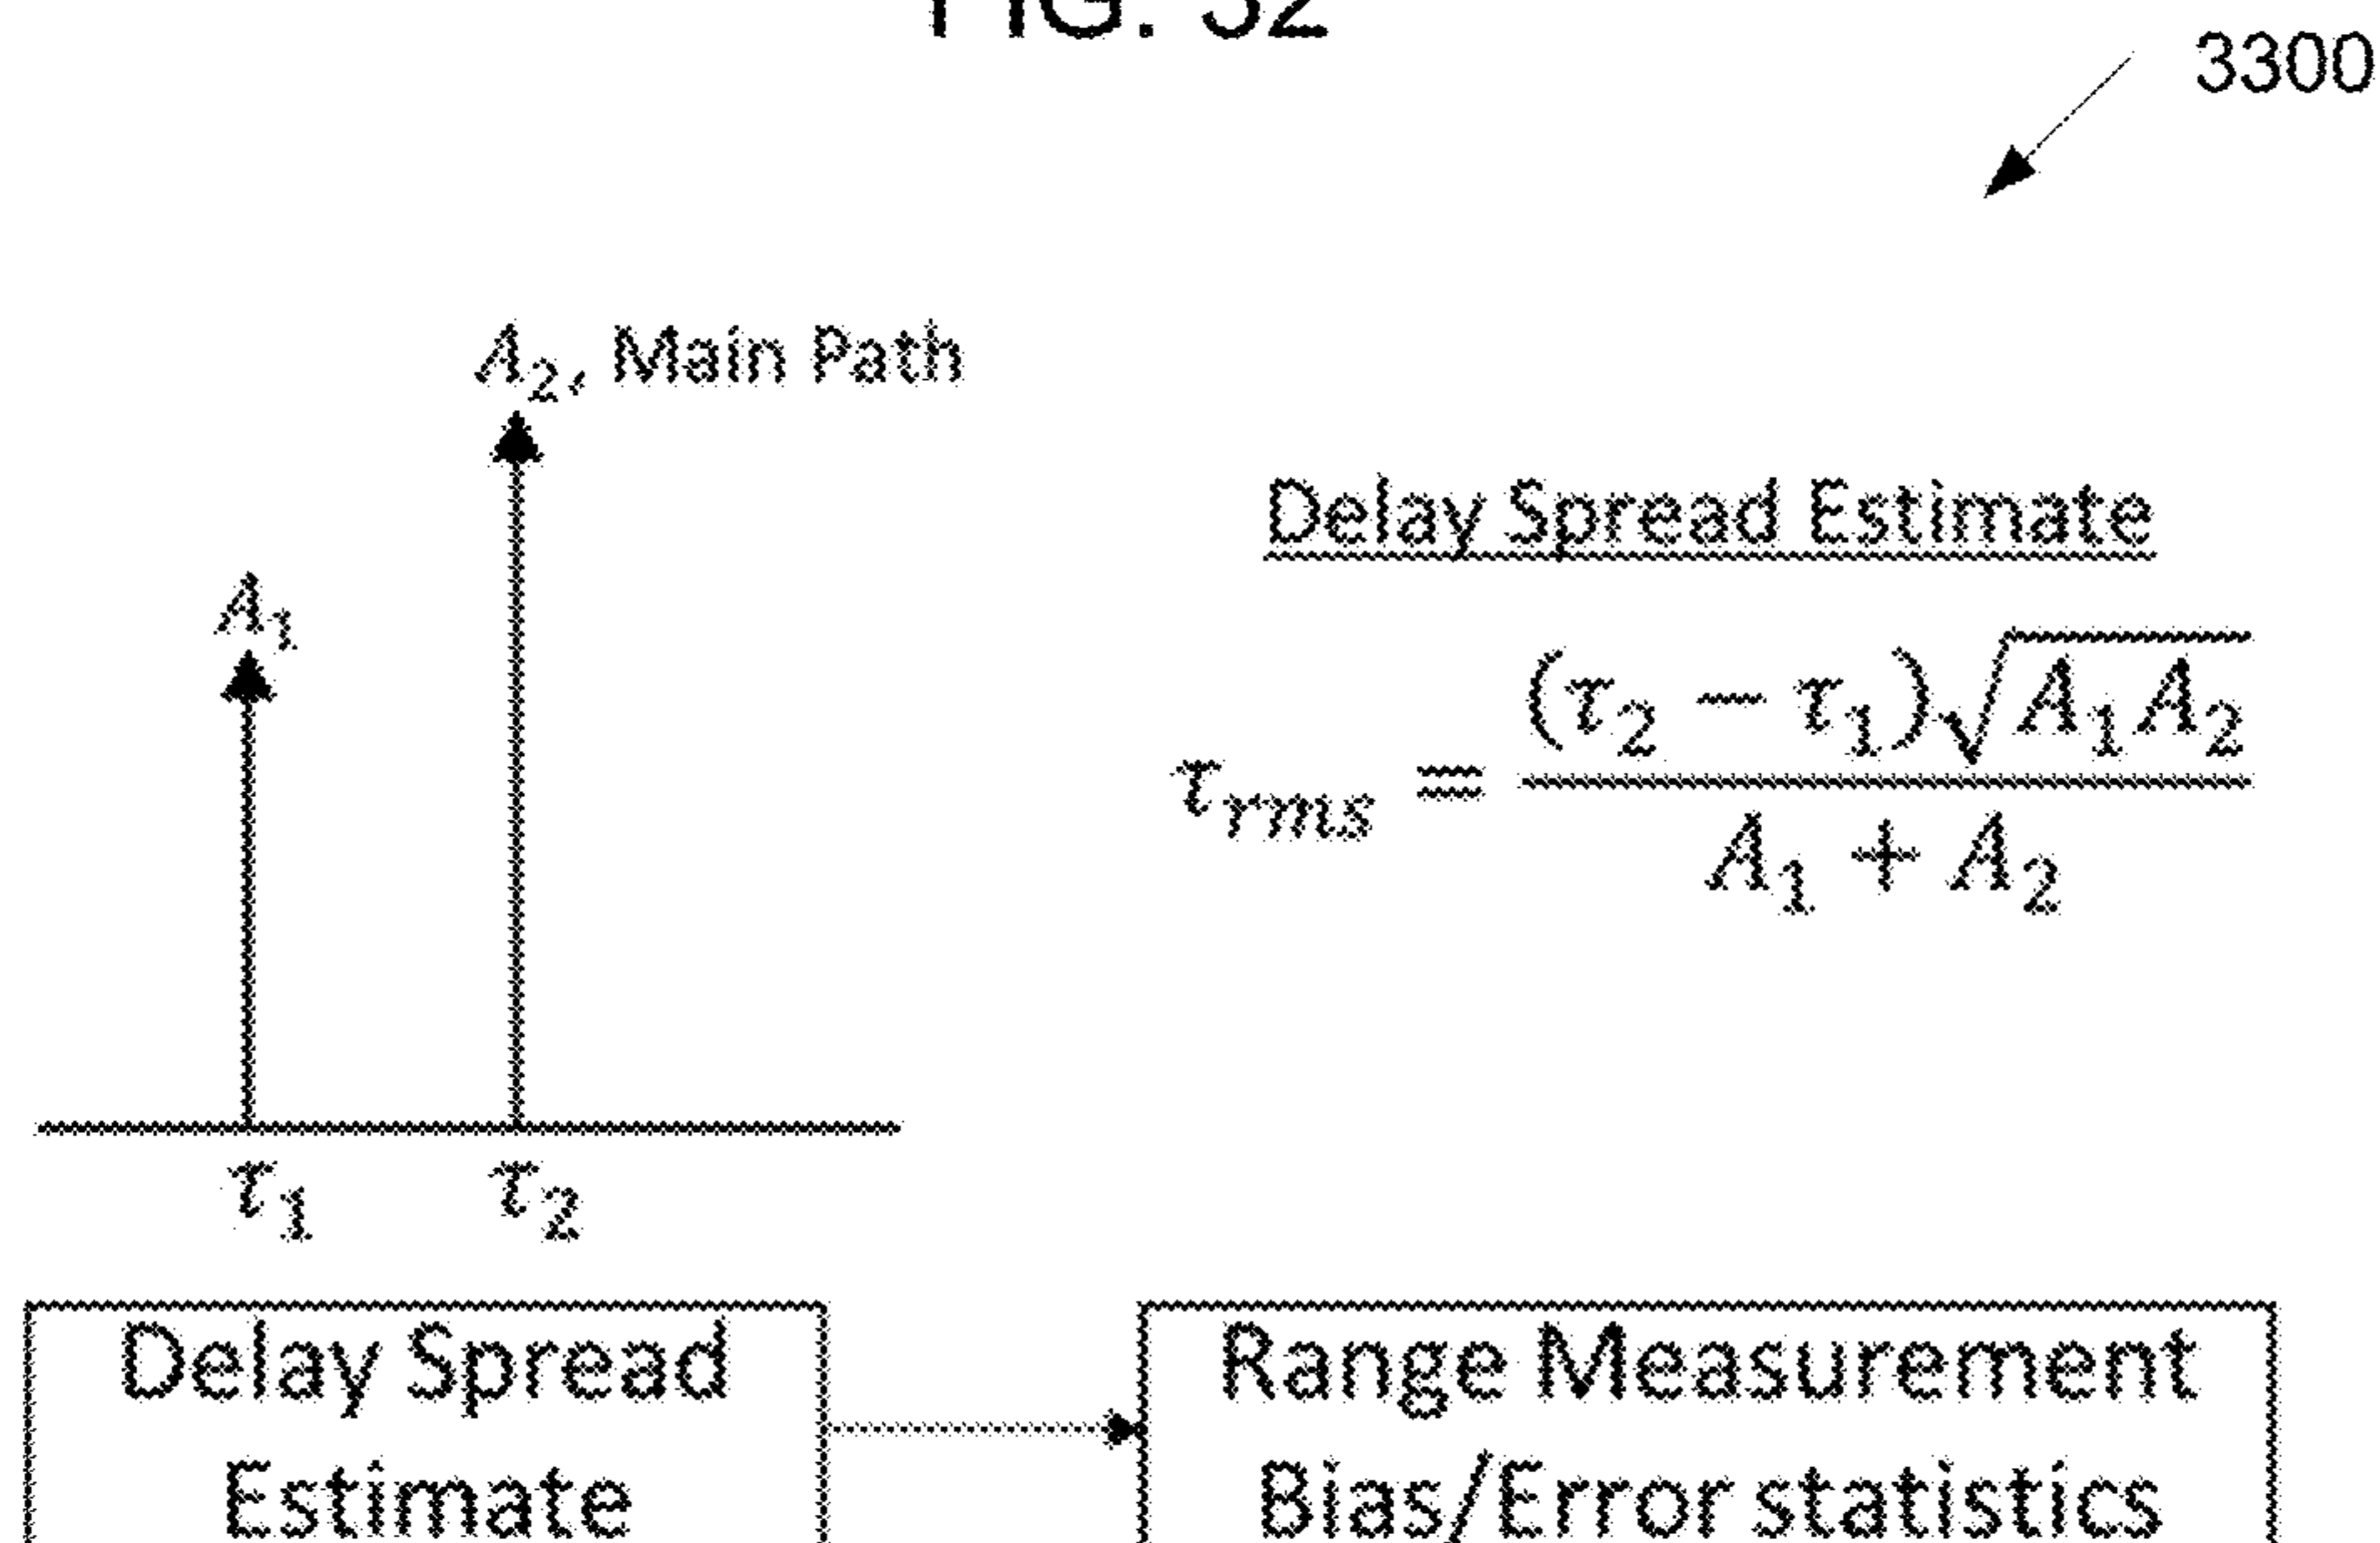 FIG. 32
3300
A₂, Main Path
A₁
Delay Spread Estimate
τ_rms = (τ₂ − τ₁)√(A₁A₂) / (A₁ + A₂)
τ₁ τ₂
Delay Spread
Estimate
Range Measurement
Bias/Error statistics